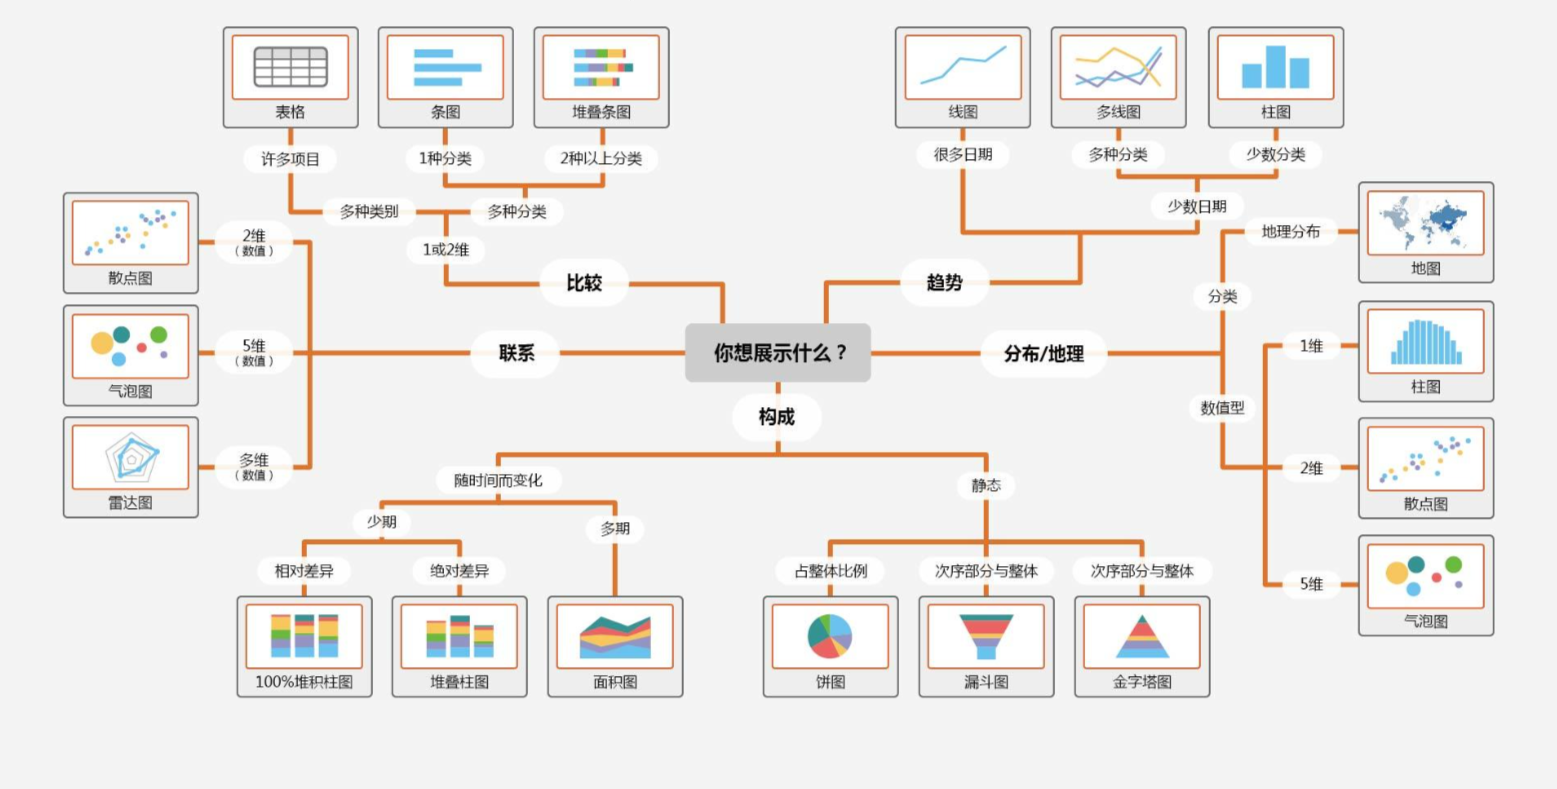 表格
条图
堆叠条图
许多项目
1种分类
2种以上分类
多种类别
多种分类
1或2维
比较
线图
多线图
柱图
很多日期
多种分类
少数分类
少数日期
趋势
散点图
2维
（数值）
气泡图
5维
（数值）
雷达图
多维
（数值）
联系
你想展示什么？
分布/地理
分类
地理分布
地图
数值型
1维
柱图
2维
散点图
5维
气泡图
构成
随时间而变化
静态
少期
多期
相对差异
绝对差异
占整体比例
次序部分与整体
次序部分与整体
100%堆积柱图
堆叠柱图
面积图
饼图
漏斗图
金字塔图